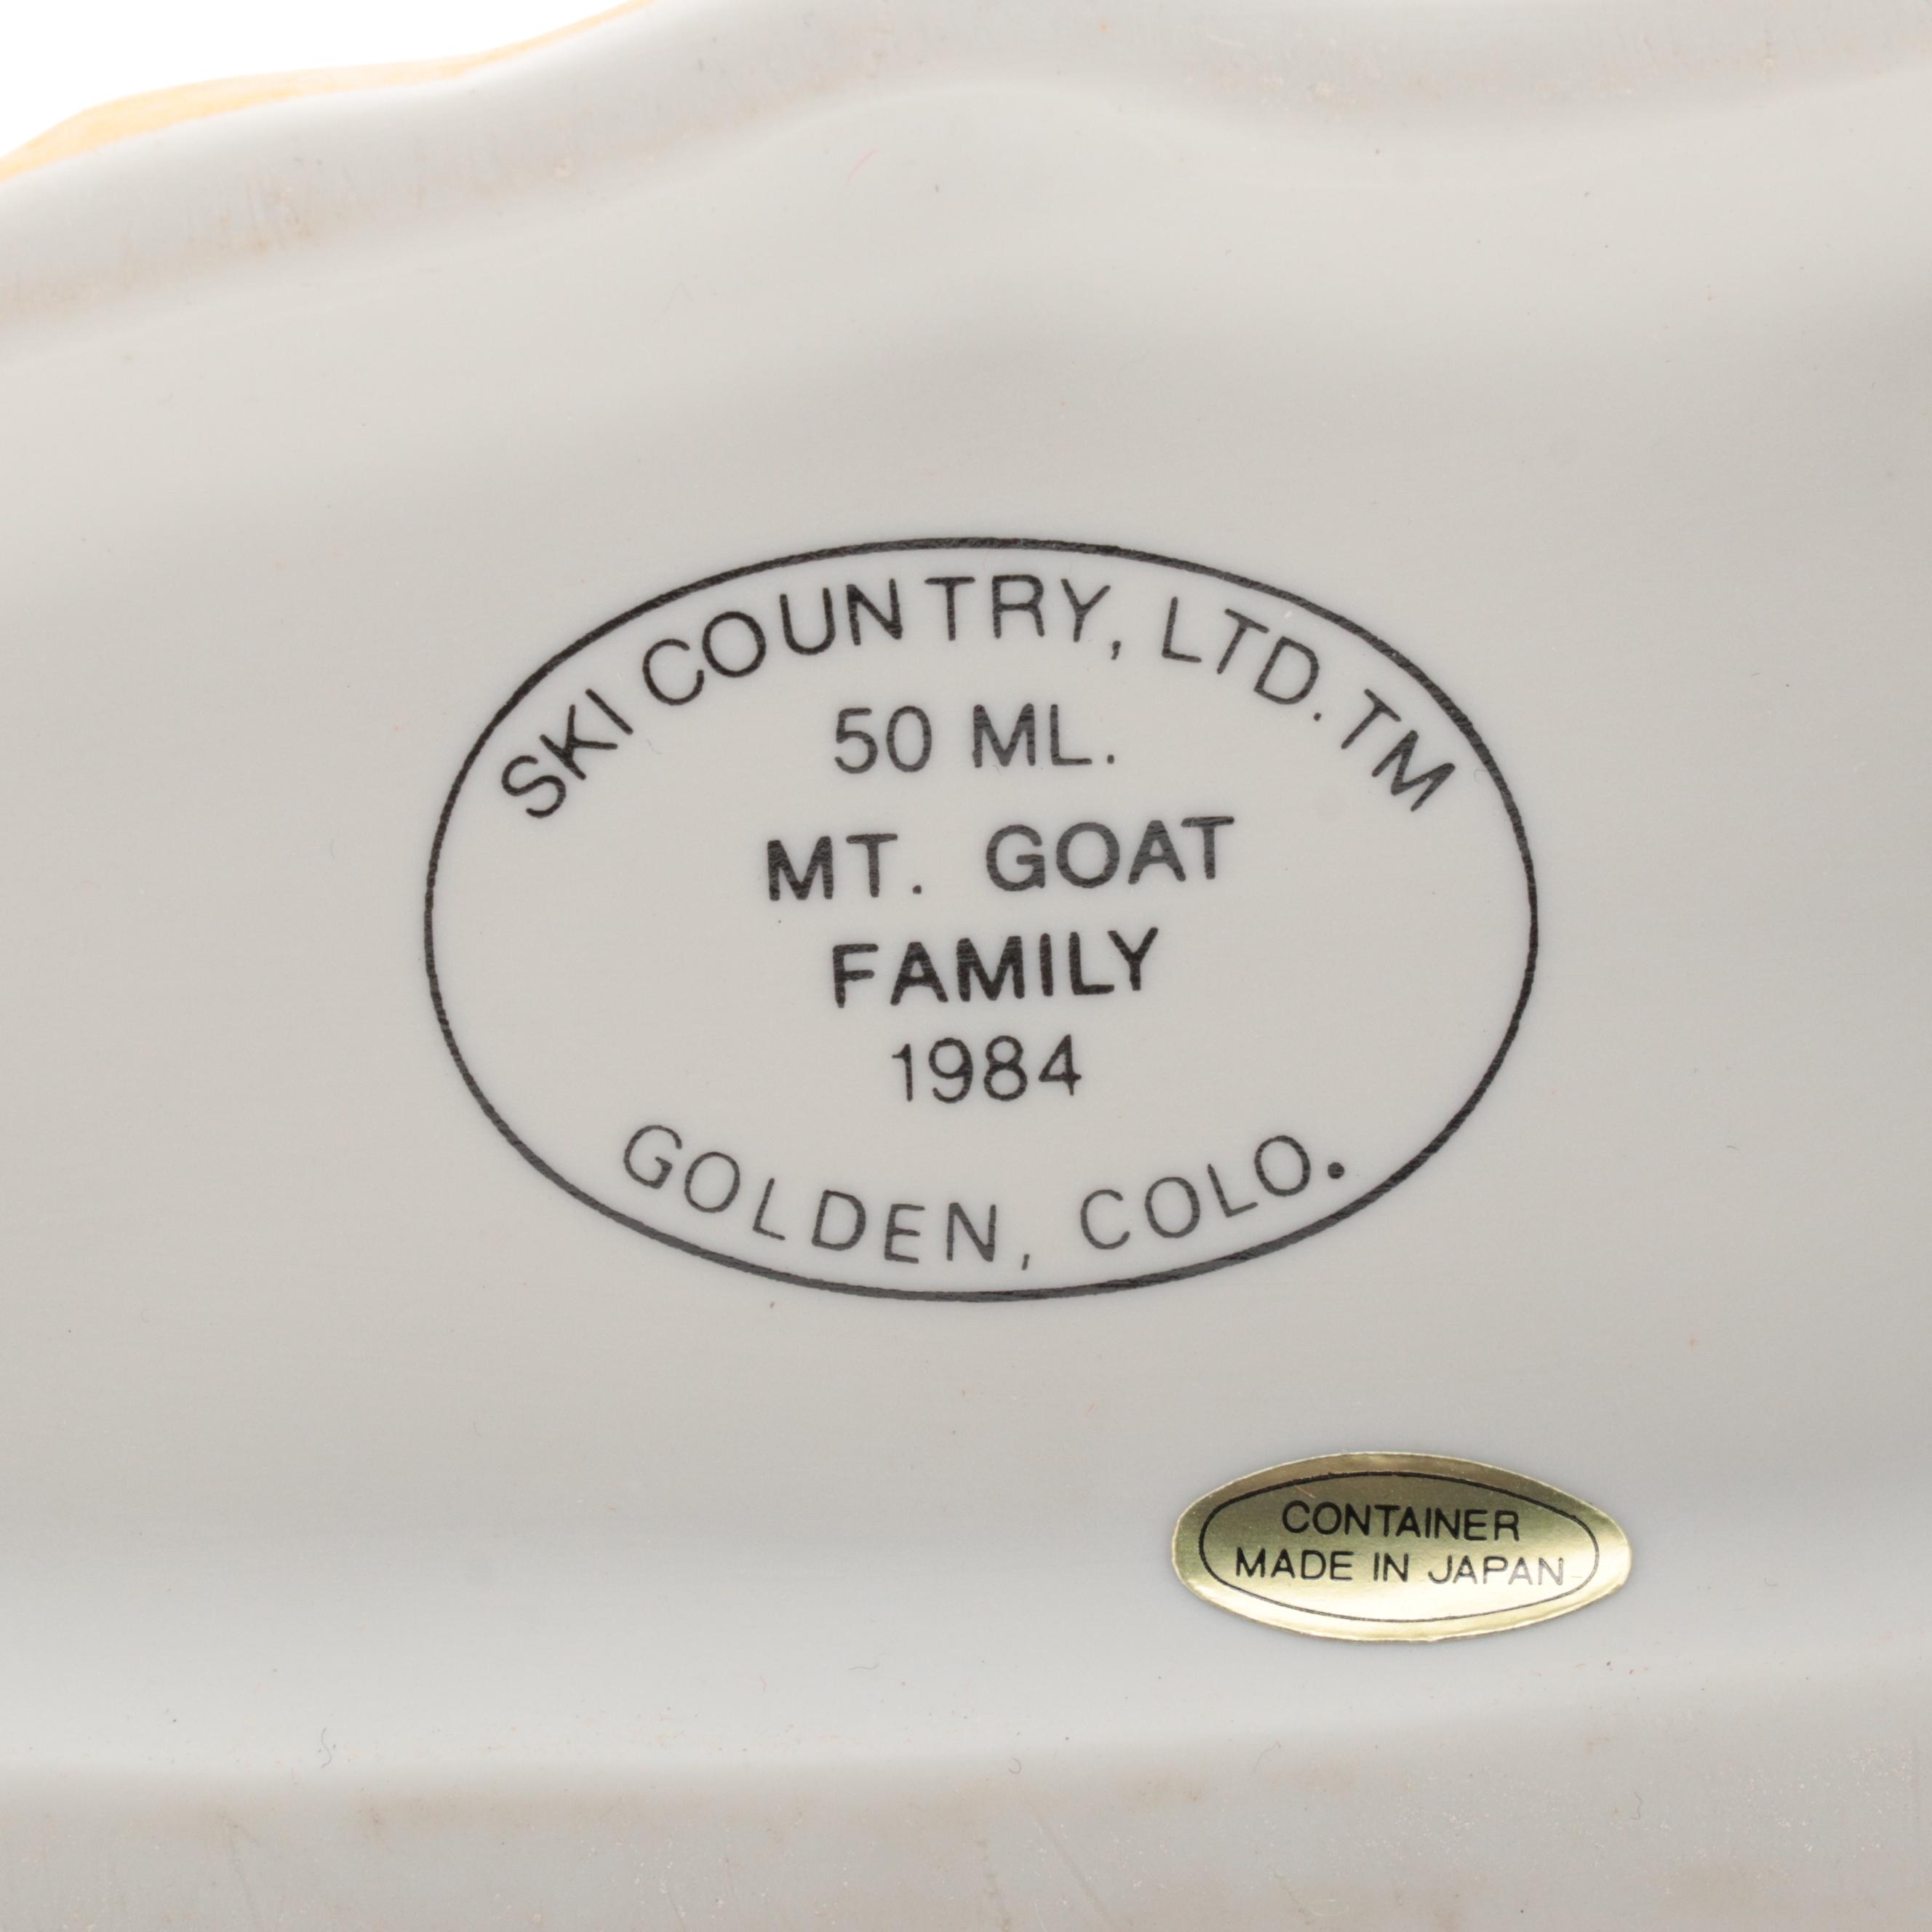 SKI COUNTRY, LTD. TM
50 ML.
MT. GOAT
FAMILY
1984
GOLDEN, COLO.
CONTAINER
MADE IN JAPAN